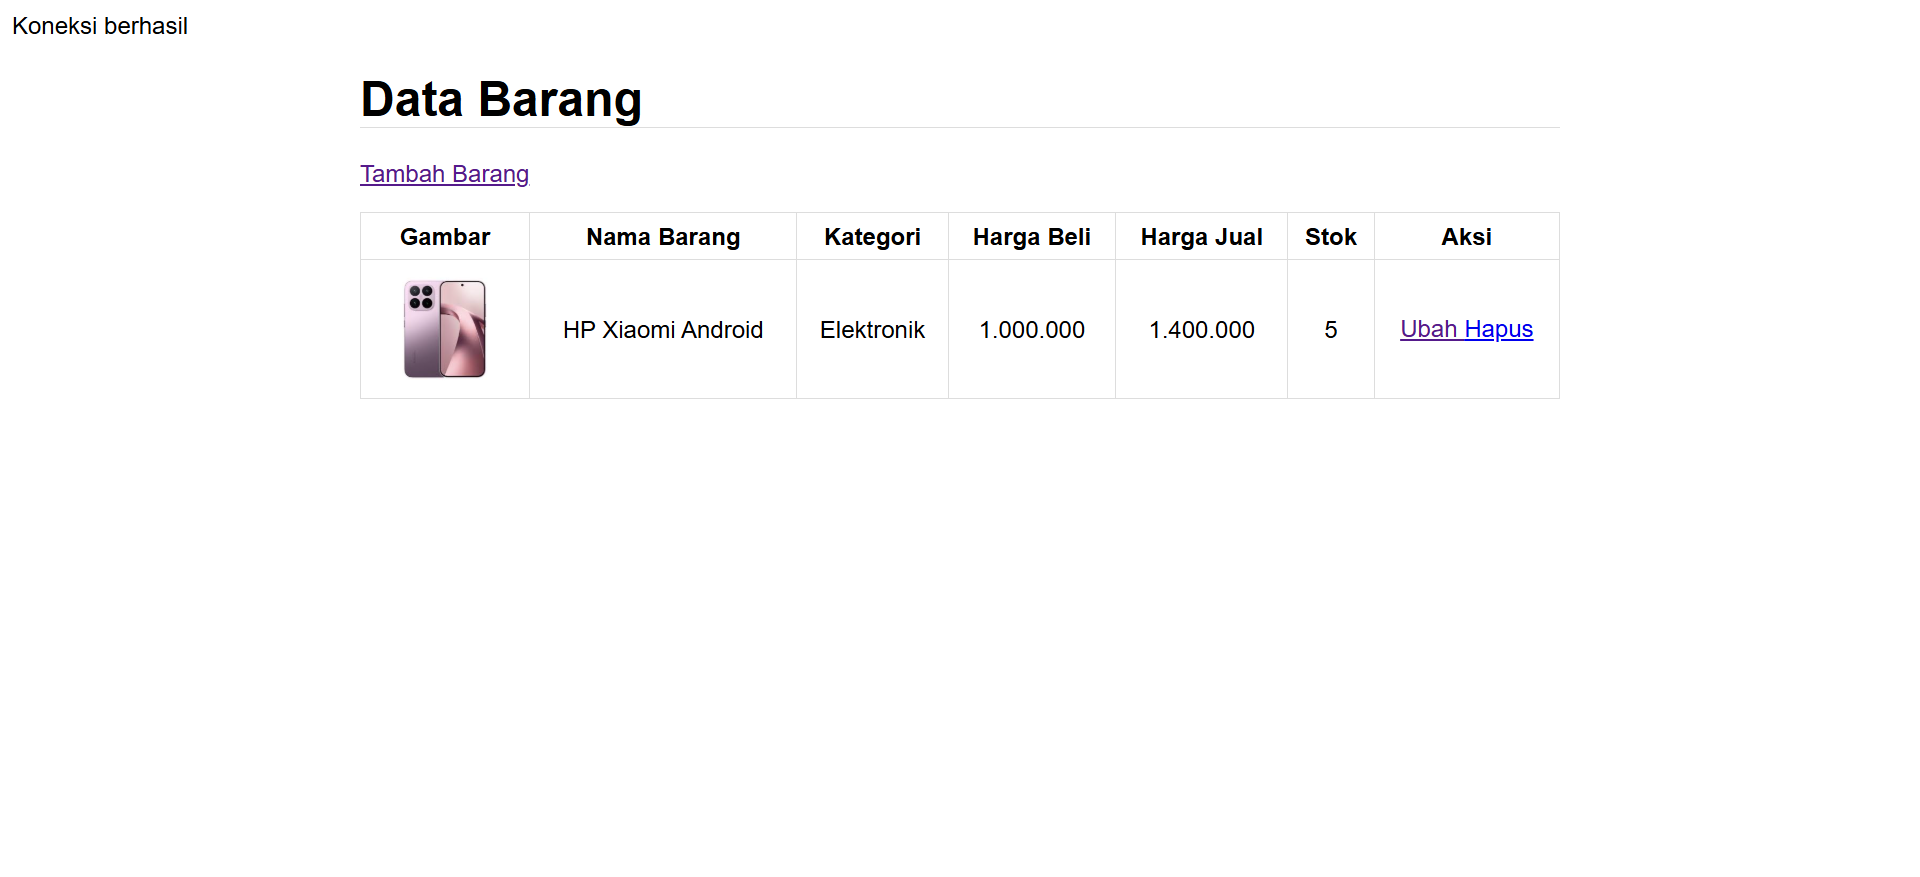 Koneksi berhasil
Data Barang
Tambah Barang
Gambar Nama Barang Kategori Harga Beli Harga Jual Stok Aksi
HP Xiaomi Android Elektronik 1.000.000 1.400.000 5 Ubah Hapus